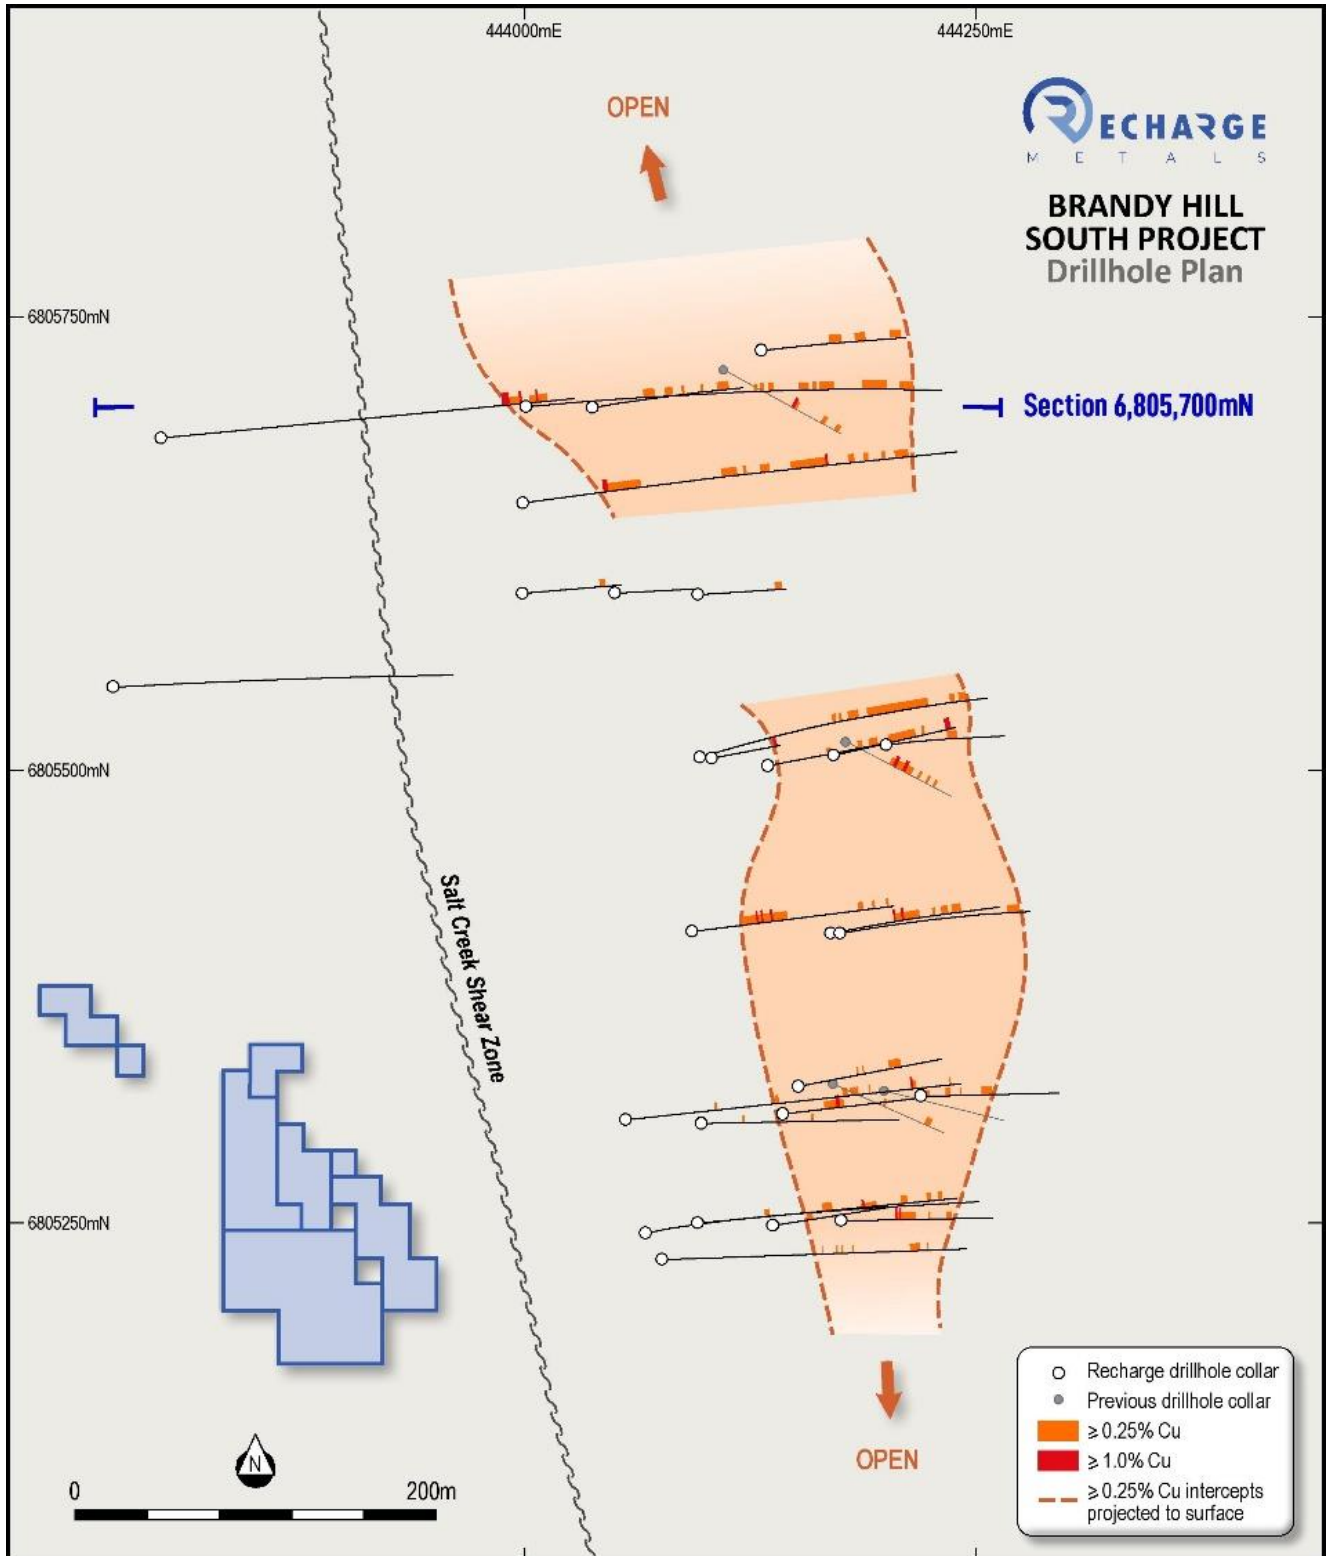 444000mE
444250mE
OPEN
RECHARGE
METALS
BRANDY HILL
SOUTH PROJECT
Drillhole Plan
6805750mN
Section 6,805,700mN
6805500mN
Salt Creek Shear Zone
6805250mN
OPEN
Recharge drillhole collar
Previous drillhole collar
≥ 0.25% Cu
≥ 1.0% Cu
≥ 0.25% Cu intercepts
projected to surface
N
0
200m